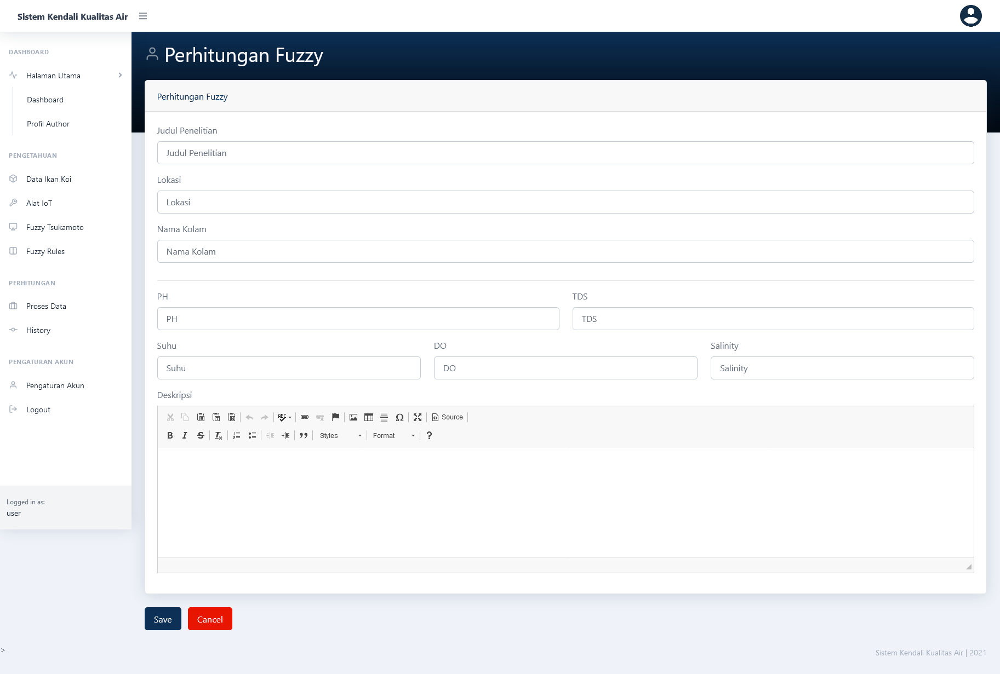 Sistem Kendali Kualitas Air
DASHBOARD
Halaman Utama
Dashboard
Profil Author
PENGETAHUAN
Data Ikan Koi
Alat IoT
Fuzzy Tsukamoto
Fuzzy Rules
PERHITUNGAN
Proses Data
History
PENGATURAN AKUN
Pengaturan Akun
Logout
Logged in as:
user
Perhitungan Fuzzy
Perhitungan Fuzzy
Judul Penelitian
Judul Penelitian
Lokasi
Lokasi
Nama Kolam
Nama Kolam
PH TDS
PH TDS
Suhu DO Salinity
Suhu DO Salinity
Deskripsi
ABC Ω Source
B I S Tx Styles Format ?
Save Cancel
>
Sistem Kendali Kualitas Air | 2021